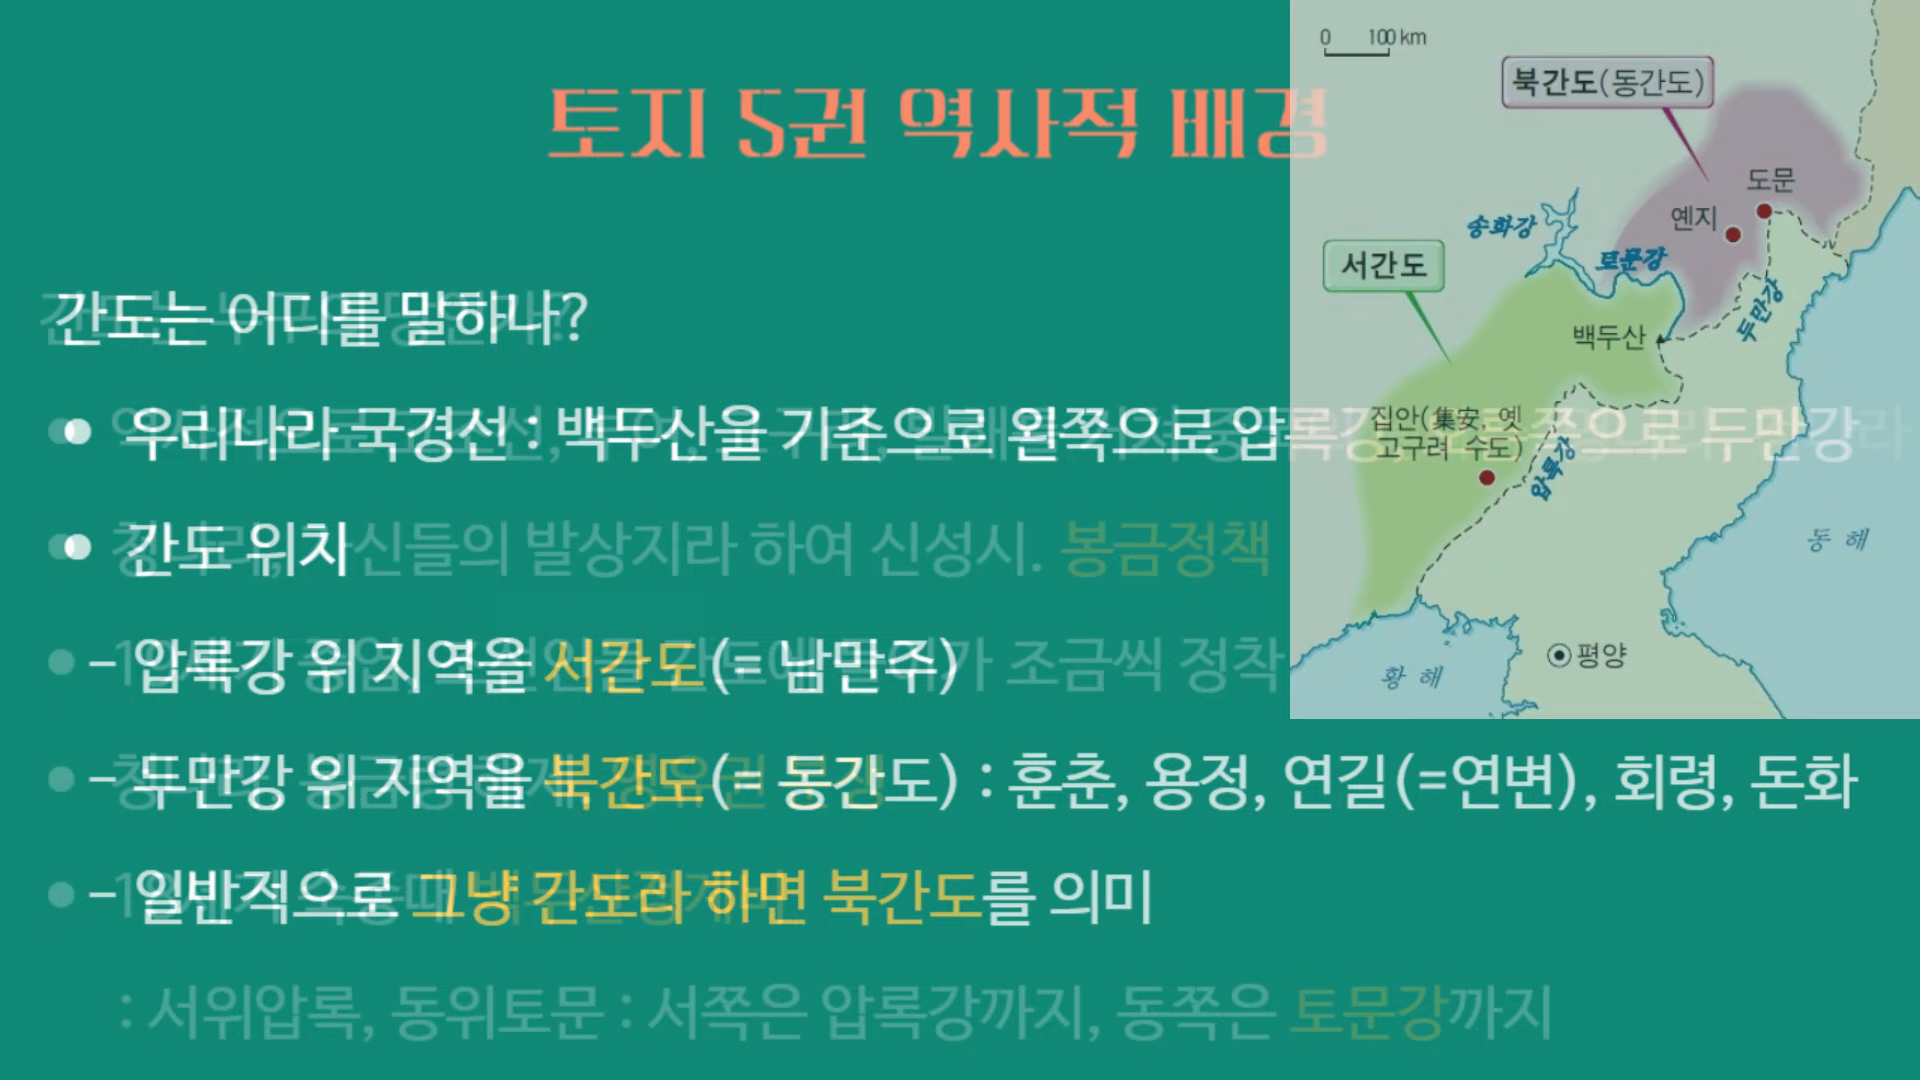 토지 5권 역사적 배경
간도는 어디를 말하나?
우리나라 국경선 : 백두산을 기준으로 왼쪽으로 압록강, 오른쪽으로 두만강
간도 위치
신들의 발상지라 하여 신성시. 봉금정책
– 압록강 위 지역을 서간도(= 남만주)
조금씩 정착
– 두만강 위 지역을 북간도(= 동간도) : 훈춘, 용정, 연길(=연변), 회령, 돈화
– 일반적으로 그냥 간도라 하면 북간도를 의미
: 서위압록, 동위토문 : 서쪽은 압록강까지, 동쪽은 토문강까지
0 100 km
북간도(동간도)
도문
옌지
송화강
토문강
서간도
두만강
백두산
집안(集安, 옛
고구려 수도)
압록강
동 해
평양
황 해